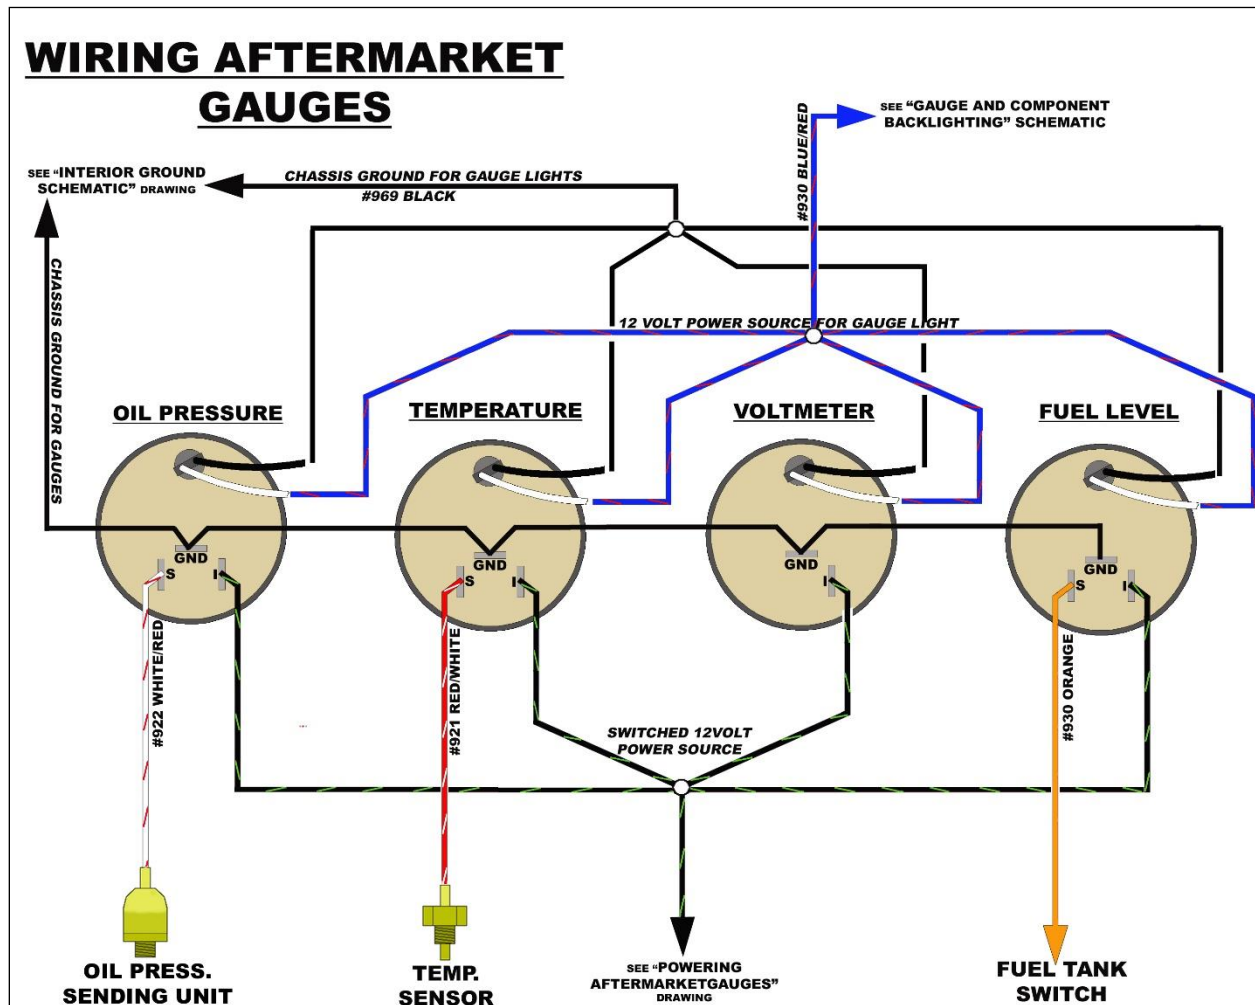 WIRING AFTERMARKET
GAUGES
SEE "GAUGE AND COMPONENT
BACKLIGHTING" SCHEMATIC
#930 BLUE/RED
SEE "INTERIOR GROUND
SCHEMATIC" DRAWING
CHASSIS GROUND FOR GAUGE LIGHTS
#969 BLACK
CHASSIS GROUND FOR GAUGES
12 VOLT POWER SOURCE FOR GAUGE LIGHT
OIL PRESSURE
TEMPERATURE
VOLTMETER
FUEL LEVEL
GND
S
I
GND
S
I
GND
I
GND
S
I
#922 WHITE/RED
#921 RED/WHITE
SWITCHED 12VOLT
POWER SOURCE
#930 ORANGE
OIL PRESS.
SENDING UNIT
TEMP.
SENSOR
SEE "POWERING
AFTERMARKETGAUGES"
DRAWING
FUEL TANK
SWITCH